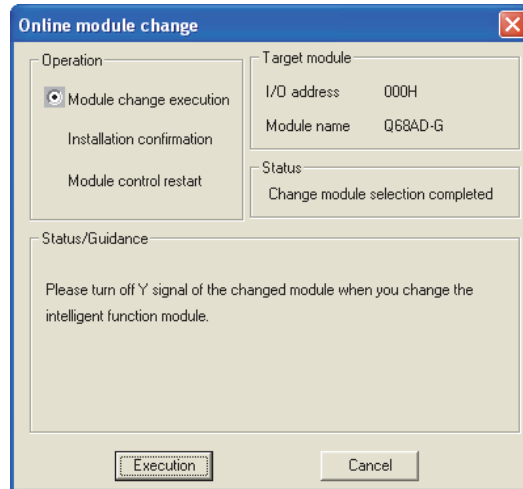 Online module change
Operation
Module change execution
Installation confirmation
Module control restart
Target module
I/O address 000H
Module name Q68AD-G
Status
Change module selection completed
Status/Guidance
Please turn off Y signal of the changed module when you change the
intelligent function module.
Execution Cancel